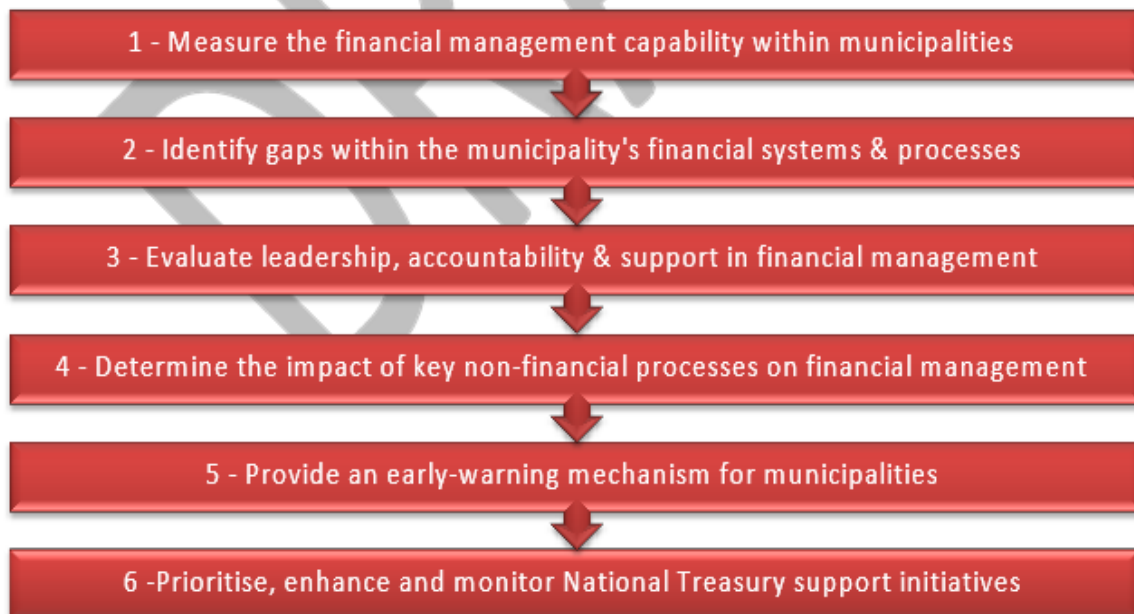 1 - Measure the financial management capability within municipalities
2 - Identify gaps within the municipality's financial systems & processes
3 - Evaluate leadership, accountability & support in financial management
4 - Determine the impact of key non-financial processes on financial management
5 - Provide an early-warning mechanism for municipalities
6 -Prioritise, enhance and monitor National Treasury support initiatives